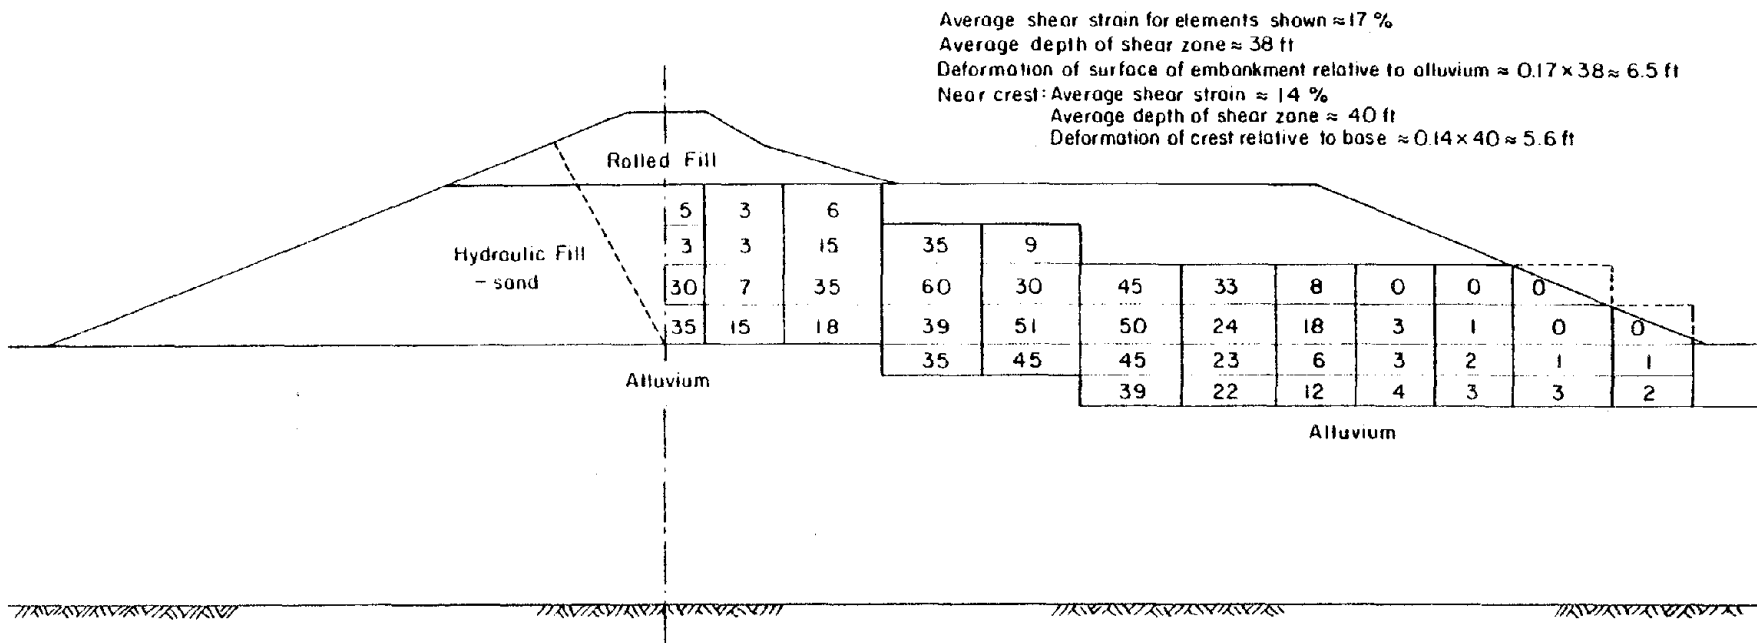 Average shear strain for elements shown ≈ 17 %
Average depth of shear zone ≈ 38 ft
Deformation of surface of embankment relative to alluvium ≈ 0.17 × 38 ≈ 6.5 ft
Near crest: Average shear strain ≈ 14 %
Average depth of shear zone ≈ 40 ft
Deformation of crest relative to base ≈ 0.14 × 40 ≈ 5.6 ft
Rolled Fill
5 3 6
Hydraulic Fill
- sand
3 3 15 35 9
30 7 35 60 30 45 33 8 0 0 0
35 15 18 39 51 50 24 18 3 1 0 0
35 45 45 23 6 3 2 1 1
Alluvium
39 22 12 4 3 3 2
Alluvium